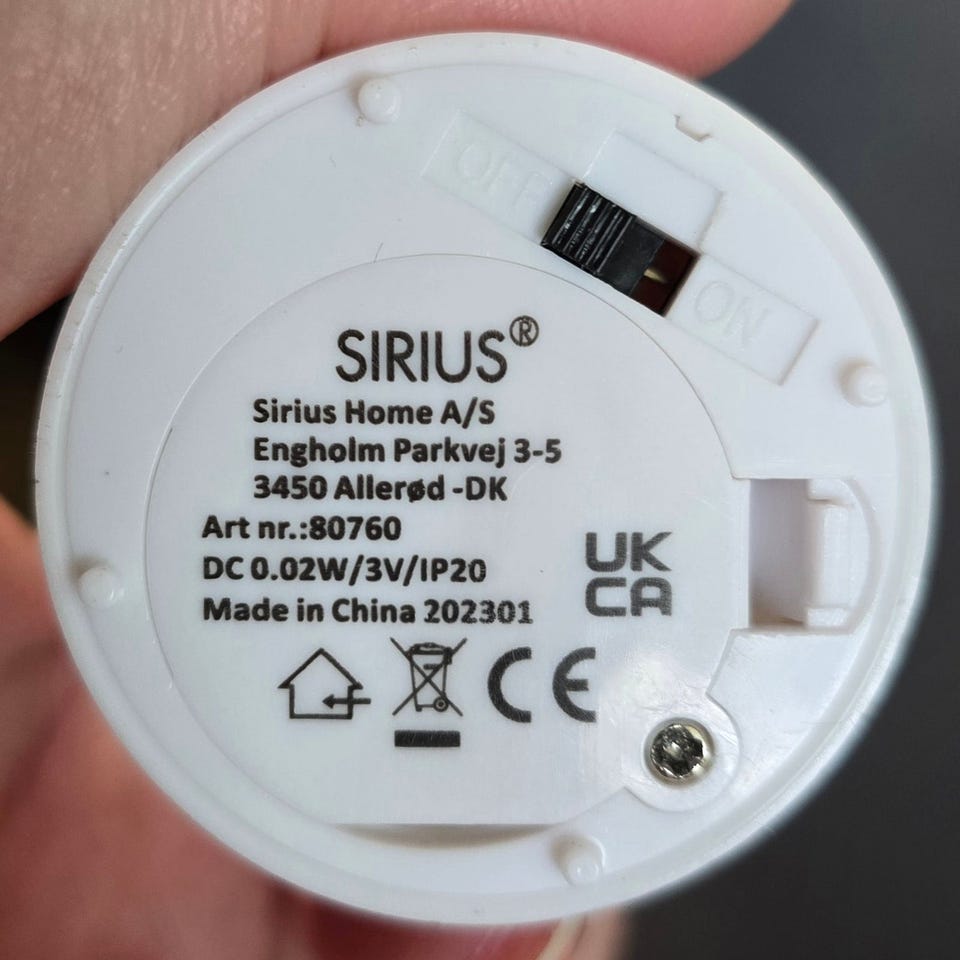 OFF
ON
SIRIUS®
Sirius Home A/S
Engholm Parkvej 3-5
3450 Allerød -DK
Art nr.:80760
DC 0.02W/3V/IP20
Made in China 202301
UK
CA
CE